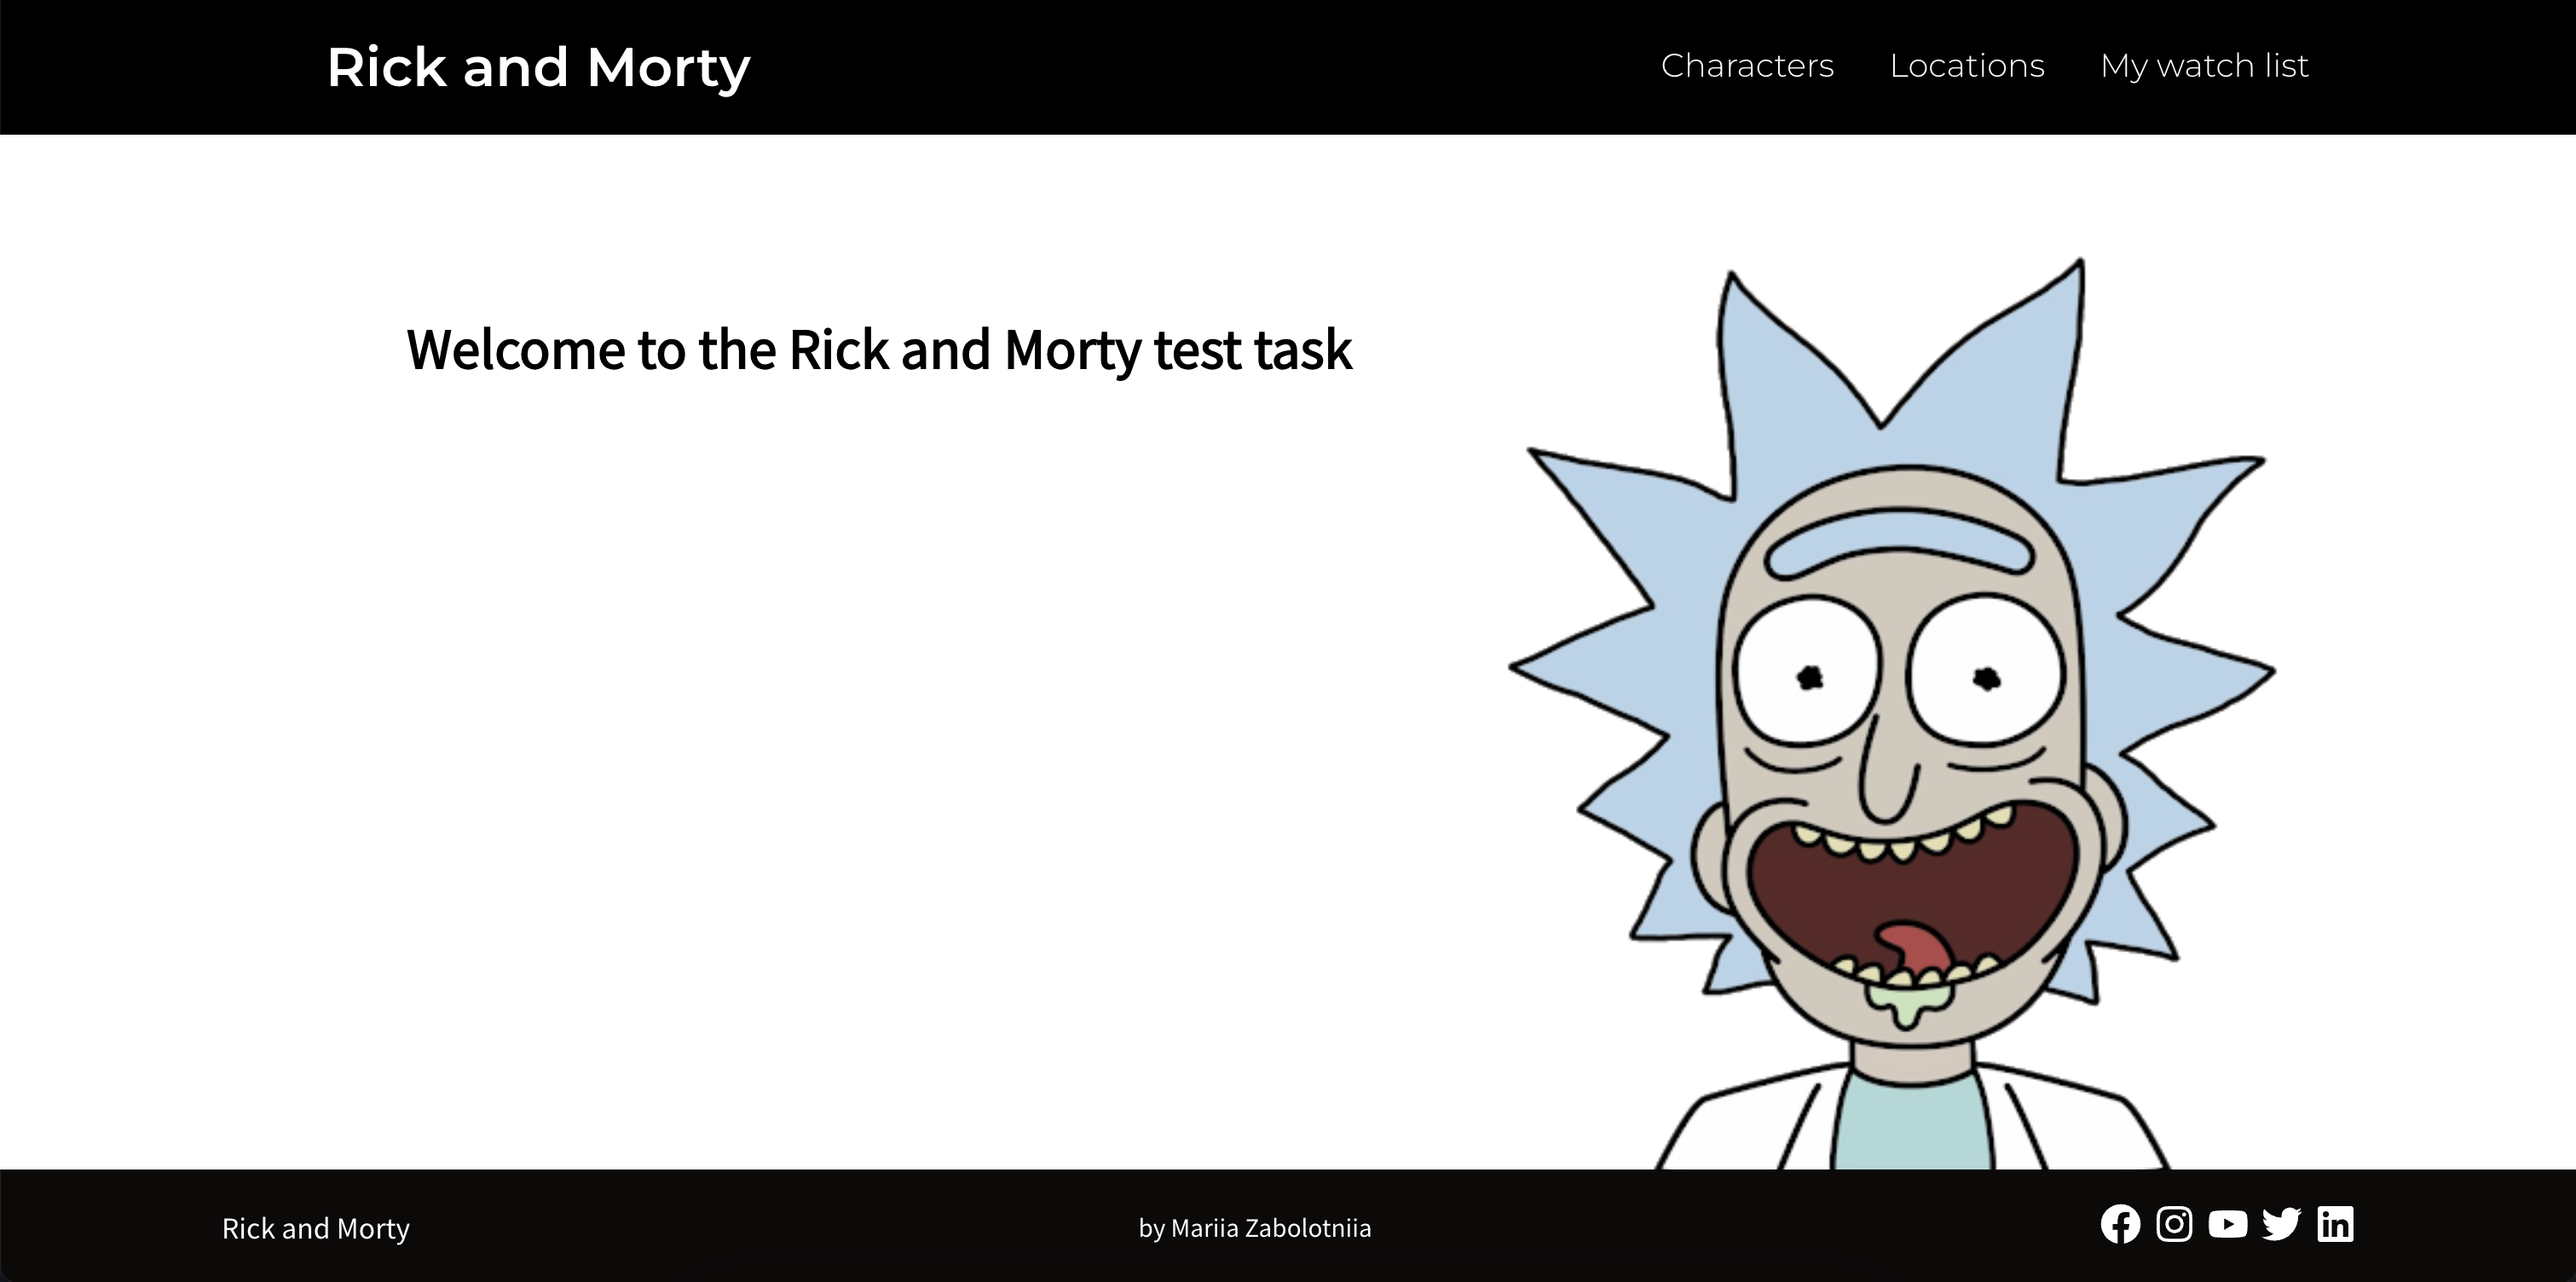 Rick and Morty
Characters Locations My watch list
Welcome to the Rick and Morty test task
Rick and Morty
by Mariia Zabolotniia
in